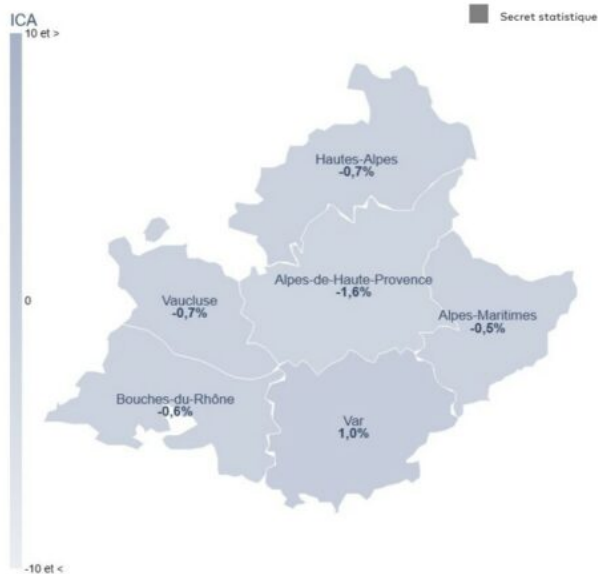 ICA
10 et >
Secret statistique
Hautes-Alpes
-0,7%
Alpes-de-Haute-Provence
-1,6%
Vaucluse
-0,7%
0
Alpes-Maritimes
-0,5%
Bouches-du-Rhône
-0,6%
Var
1,0%
-10 et <